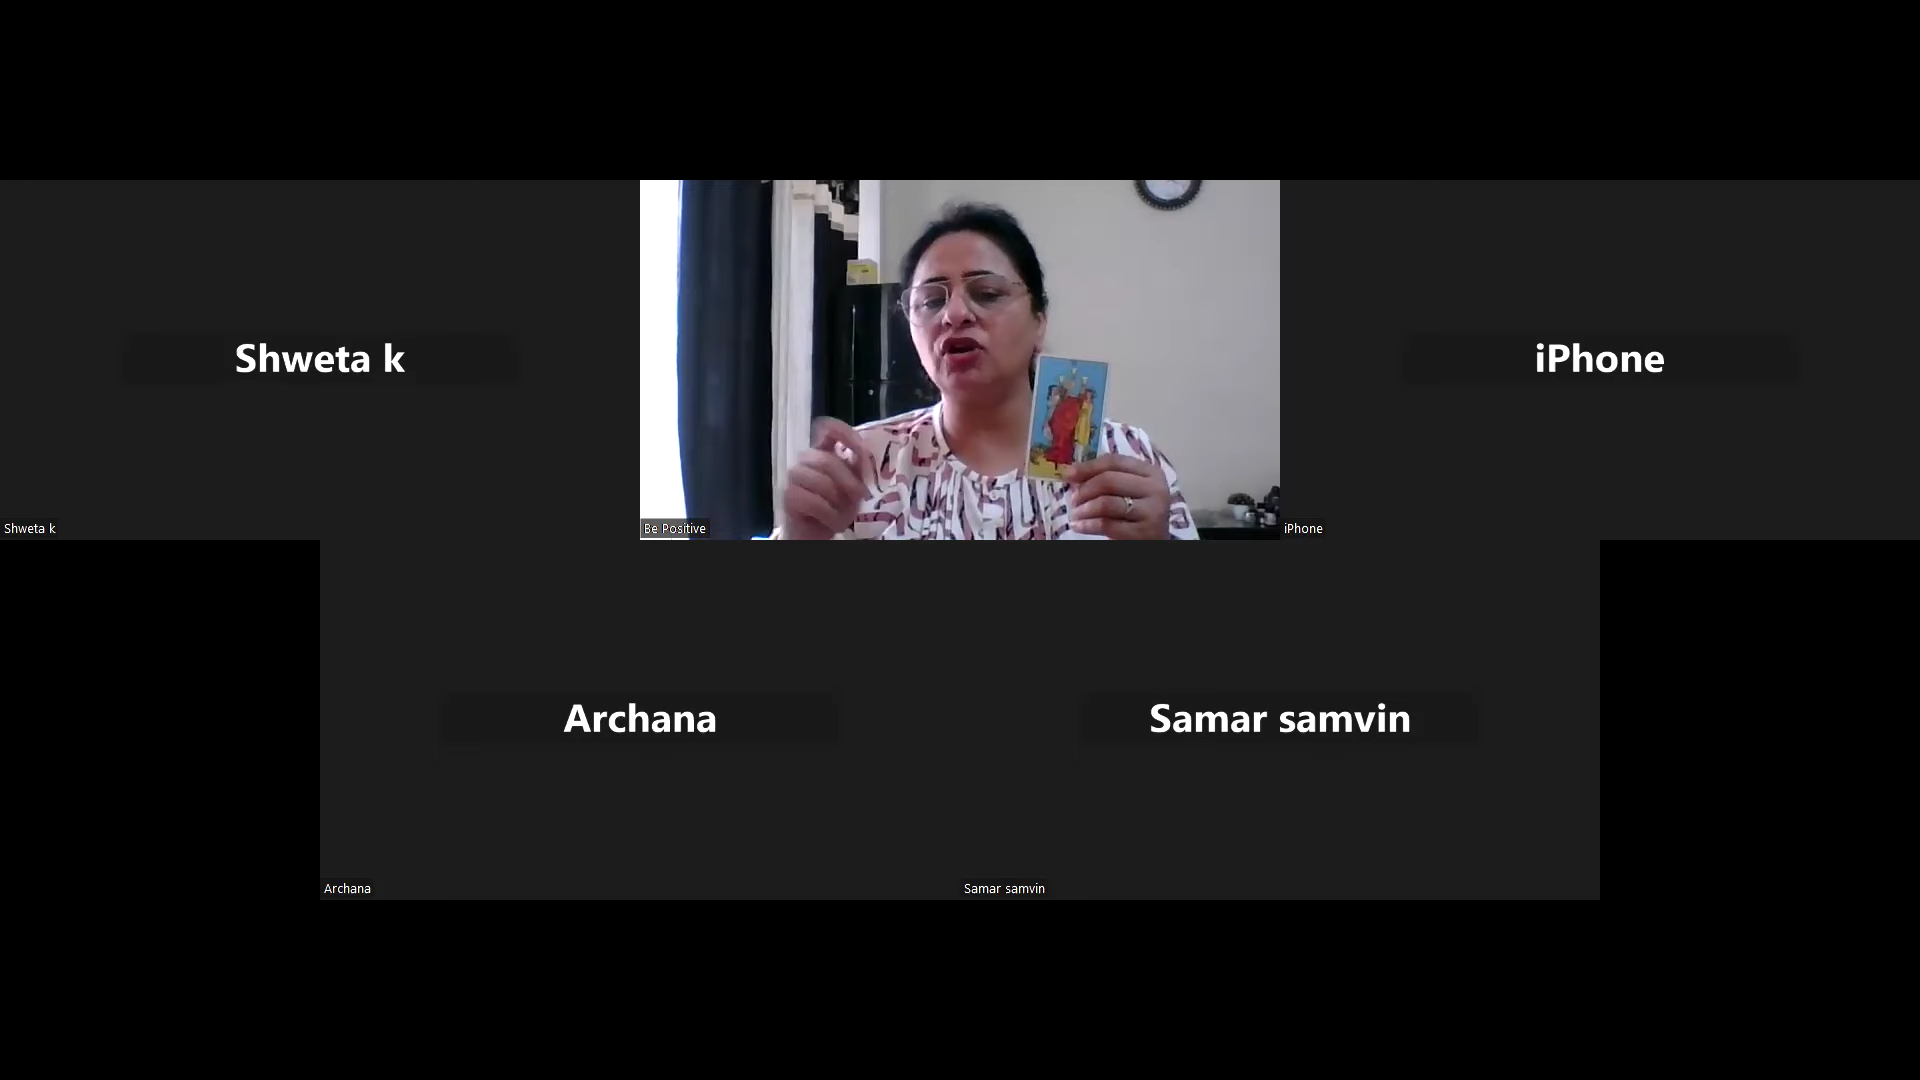 Shweta k
iPhone
Shweta k
Be Positive
iPhone
Archana
Samar samvin
Archana
Samar samvin